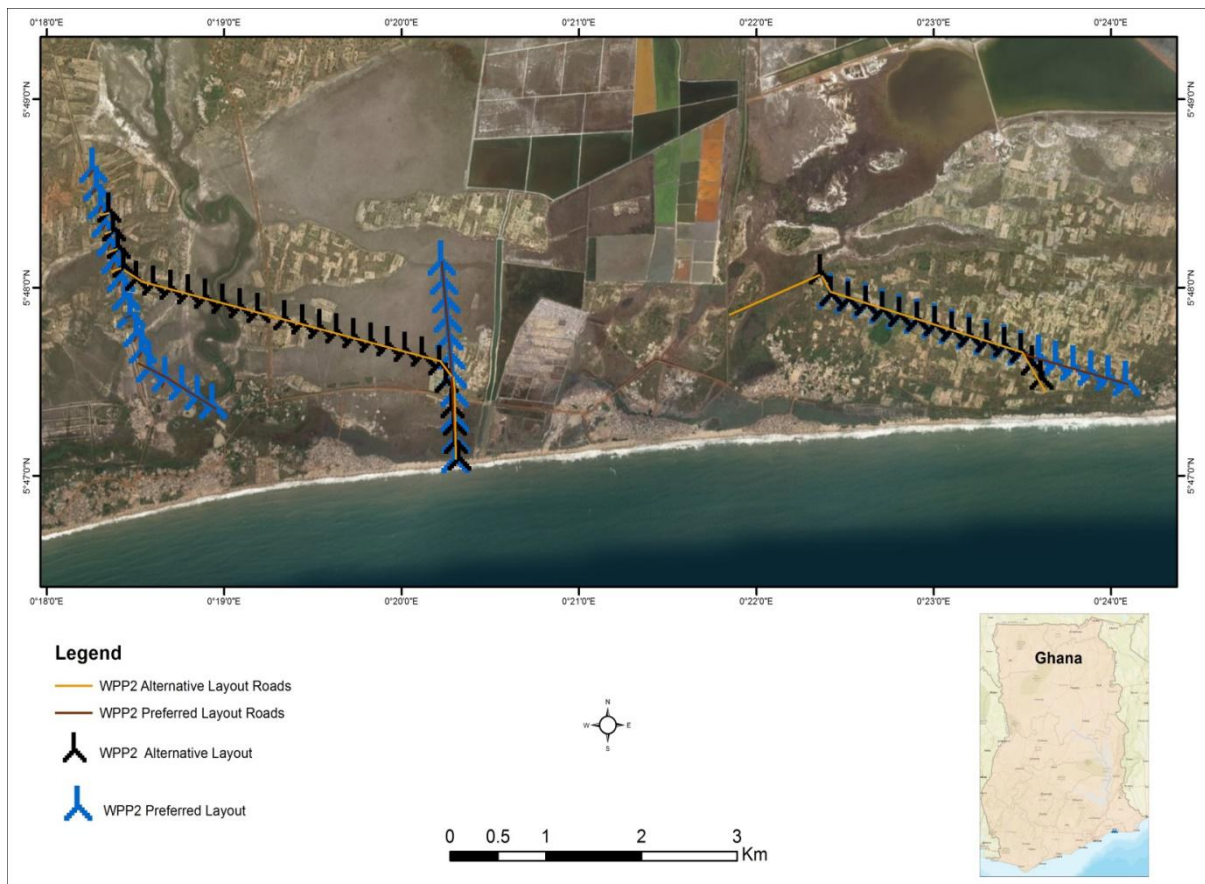 0°18'0"E 0°19'0"E 0°20'0"E 0°21'0"E 0°22'0"E 0°23'0"E 0°24'0"E
5°49'0"N 5°49'0"N
5°48'0"N 5°48'0"N
5°47'0"N 5°47'0"N
0°18'0"E 0°19'0"E 0°20'0"E 0°21'0"E 0°22'0"E 0°23'0"E 0°24'0"E
Legend
WPP2 Alternative Layout Roads
WPP2 Preferred Layout Roads
WPP2 Alternative Layout
WPP2 Preferred Layout
N
W E
S
0 0.5 1 2 3
Km
Ghana